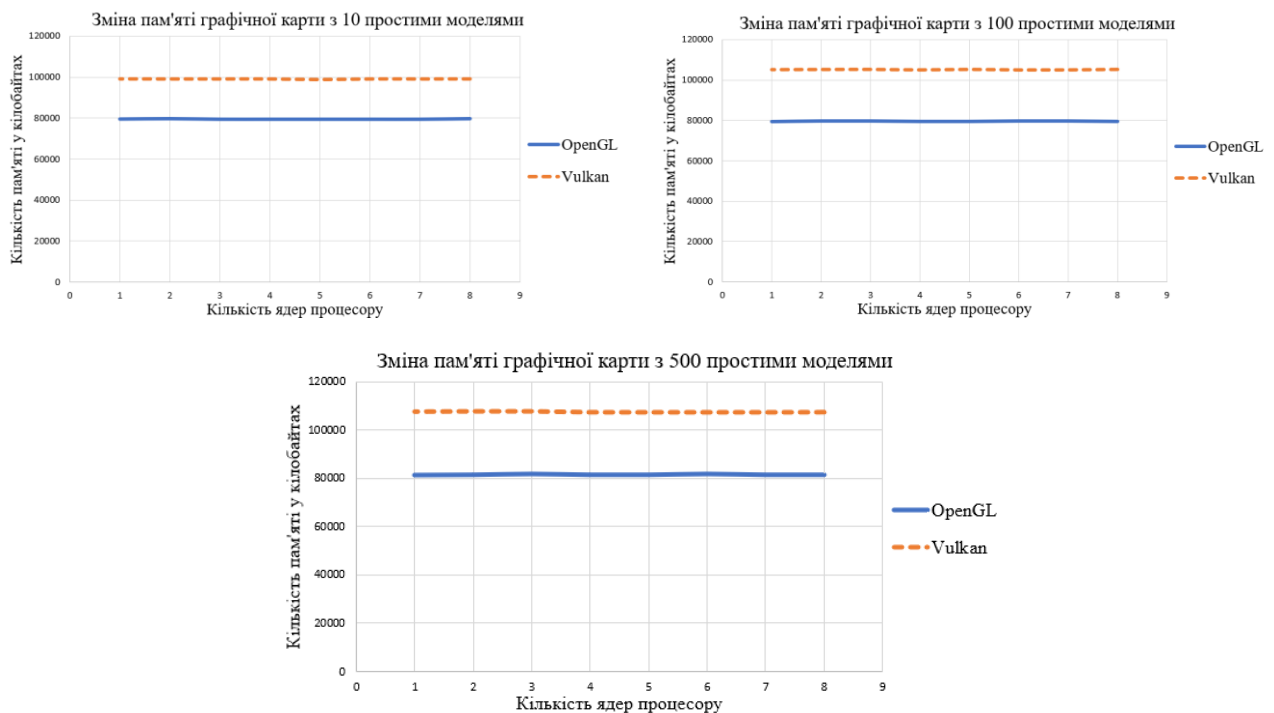 Зміна пам'яті графічної карти з 10 простими моделями
120000
100000
80000
60000
40000
20000
0
0 1 2 3 4 5 6 7 8 9
Кількість пам'яті у кілобайтах
Кількість ядер процесору
OpenGL
Vulkan
Зміна пам'яті графічної карти з 100 простими моделями
120000
100000
80000
60000
40000
20000
0
0 1 2 3 4 5 6 7 8 9
Кількість пам'яті у кілобайтах
Кількість ядер процесору
OpenGL
Vulkan
Зміна пам'яті графічної карти з 500 простими моделями
120000
100000
80000
60000
40000
20000
0
0 1 2 3 4 5 6 7 8 9
Кількість пам'яті у кілобайтах
Кількість ядер процесору
OpenGL
Vulkan